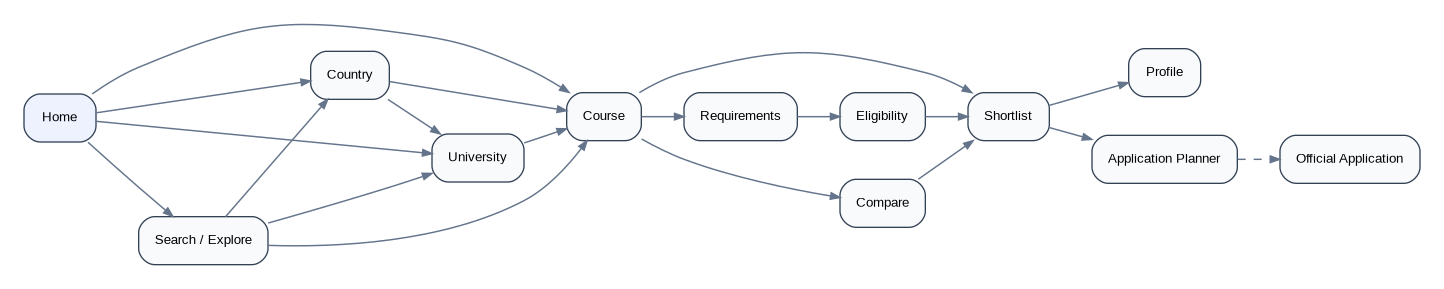 Home
Country
University
Search / Explore
Course
Requirements
Eligibility
Compare
Shortlist
Profile
Application Planner
Official Application